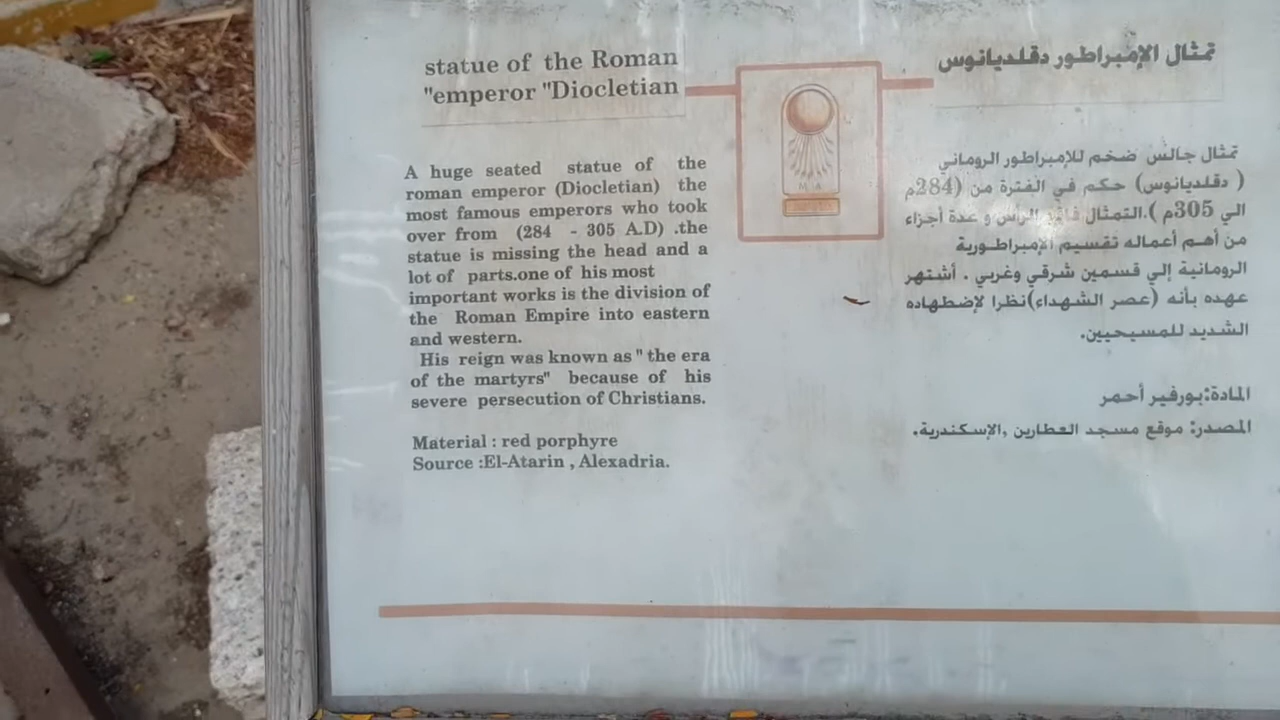 statue of the Roman
"emperor "Diocletian
A huge seated statue of the
roman emperor (Diocletian) the
most famous emperors who took
over from (284 - 305 A.D) .the
statue is missing the head and a
lot of parts.one of his most
important works is the division of
the Roman Empire into eastern
and western.
His reign was known as " the era
of the martyrs" because of his
severe persecution of Christians.
Material : red porphyre
Source :El-Atarin , Alexadria.
تمثال الإمبراطور دقلديانوس
تمثال جالس ضخم للإمبراطور الروماني
( دقلديانوس) حكم في الفترة من (284م
الي 305م ).التمثال فاقد الرأس و عدة أجزاء
من أهم أعماله تقسيم الإمبراطورية
الرومانية إلي قسمين شرقي وغربي . أشتهر
عهده بأنه (عصر الشهداء)نظرا لإضطهاده
الشديد للمسيحيين.
المادة:بورفير أحمر
المصدر: موقع مسجد العطارين ,الإسكندرية.